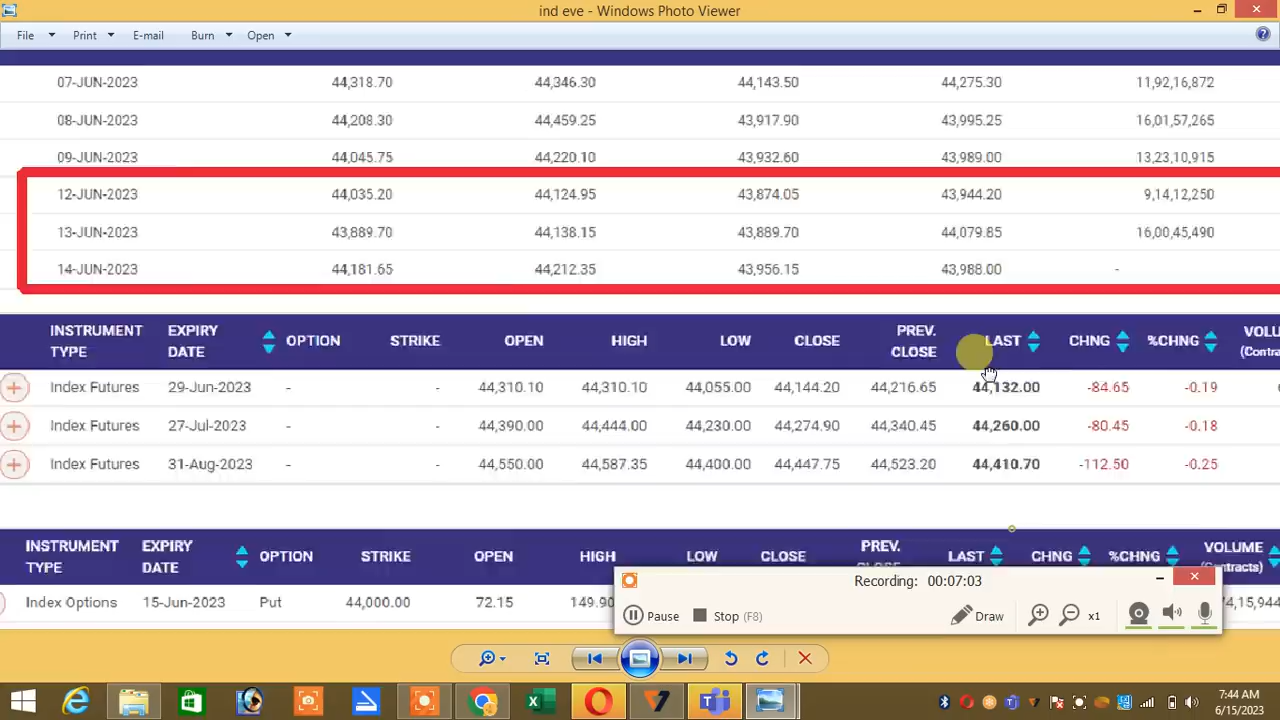 ind eve - Windows Photo Viewer
File Print E-mail Burn Open
07-JUN-2023 44,318.70 44,346.30 44,143.50 44,275.30 11,92,16,872
08-JUN-2023 44,208.30 44,459.25 43,917.90 43,995.25 16,01,57,265
09-JUN-2023 44,045.75 44,220.10 43,932.60 43,989.00 13,23,10,915
12-JUN-2023 44,035.20 44,124.95 43,874.05 43,944.20 9,14,12,250
13-JUN-2023 43,889.70 44,138.15 43,889.70 44,079.85 16,00,45,490
14-JUN-2023 44,181.65 44,212.35 43,956.15 43,988.00 -
INSTRUMENT TYPE EXPIRY DATE OPTION STRIKE OPEN HIGH LOW CLOSE PREV. CLOSE LAST CHNG %CHNG VOLU (Contra
Index Futures 29-Jun-2023 - - 44,310.10 44,310.10 44,055.00 44,144.20 44,216.65 44,132.00 -84.65 -0.19
Index Futures 27-Jul-2023 - - 44,390.00 44,444.00 44,230.00 44,274.90 44,340.45 44,260.00 -80.45 -0.18
Index Futures 31-Aug-2023 - - 44,550.00 44,587.35 44,400.00 44,447.75 44,523.20 44,410.70 -112.50 -0.25
INSTRUMENT TYPE EXPIRY DATE OPTION STRIKE OPEN HIGH LOW CLOSE PREV. CLOSE LAST CHNG %CHNG VOLUME
Index Options 15-Jun-2023 Put 44,000.00 72.15 149.90 74,15,944
Recording: 00:07:03
Pause Stop (F8) Draw x1
7:44 AM
6/15/2023